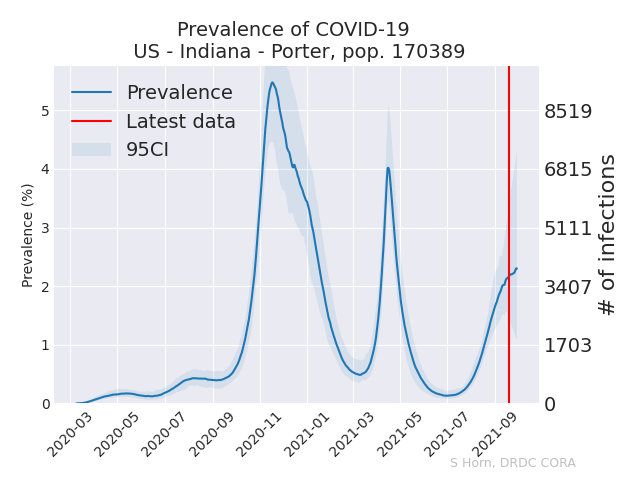 Prevalence of COVID-19
US - Indiana - Porter, pop. 170389
Prevalence
Latest data
95CI
Prevalence (%)
5
4
3
2
1
0
8519
6815
5111
3407
1703
0
# of infections
2020-03
2020-05
2020-07
2020-09
2020-11
2021-01
2021-03
2021-05
2021-07
2021-09
S Horn, DRDC CORA